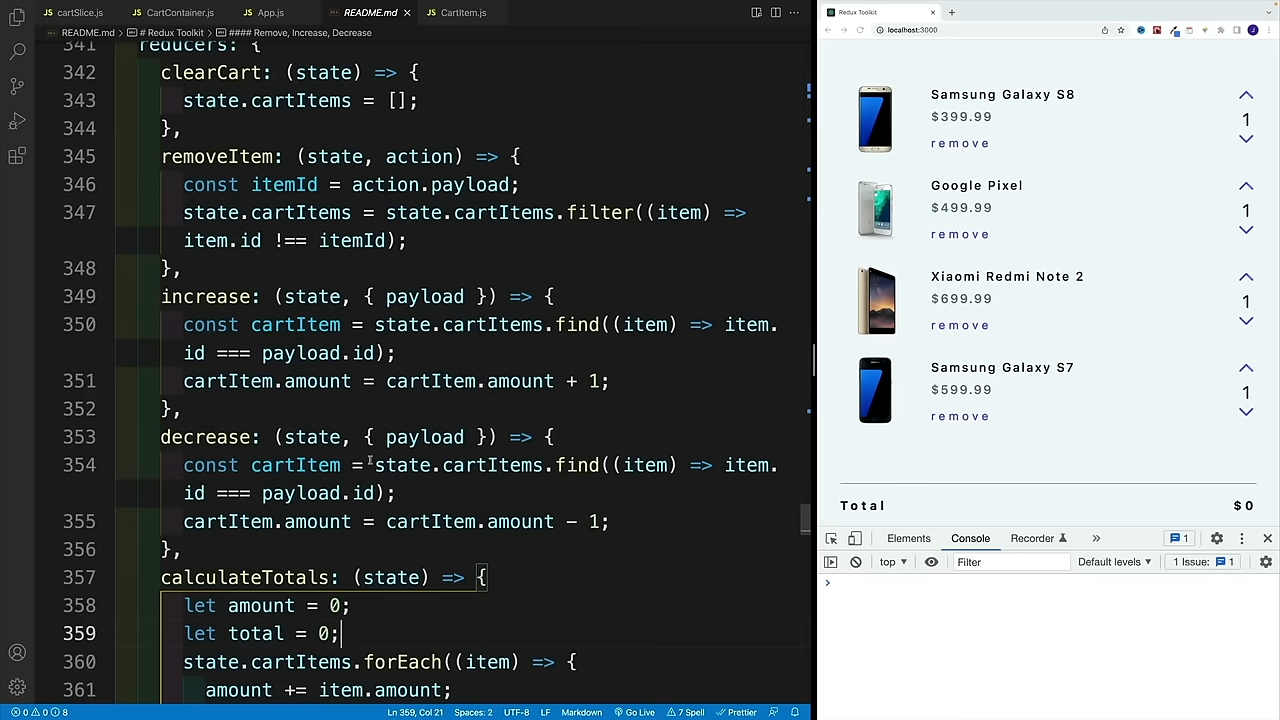 cartSlice.js
CartContainer.js
App.js
README.md
CartItem.js
README.md > # Redux Toolkit > #### Remove, Increase, Decrease
341 reducers: {
342 clearCart: (state) => {
343 state.cartItems = [];
344 },
345 emoveItem: (state, action) => {
346 const itemId = action.payload;
347 state.cartItems = state.cartItems.filter((item) =>
item.id !== itemId);
348 },
349 increase: (state, { payload }) => {
350 const cartItem = state.cartItems.find((item) => item.
id === payload.id);
351 cartItem.amount = cartItem.amount + 1;
352 },
353 decrease: (state, { payload }) => {
354 const cartItem = state.cartItems.find((item) => item.
id === payload.id);
355 cartItem.amount = cartItem.amount - 1;
356 },
357 calculateTotals: (state) => {
358 let amount = 0;
359 let total = 0;
360 state.cartItems.forEach((item) => {
361 amount += item.amount;
0 0 8
Ln 359, Col 21 Spaces: 2 UTF-8 LF Markdown Go Live 7 Spell Prettier
Redux Toolkit
localhost:3000
Samsung Galaxy S8
$399.99
remove
1
Google Pixel
$499.99
remove
1
Xiaomi Redmi Note 2
$699.99
remove
1
Samsung Galaxy S7
$599.99
remove
1
Total $0
Elements Console Recorder 1
top Filter Default levels 1 Issue: 1